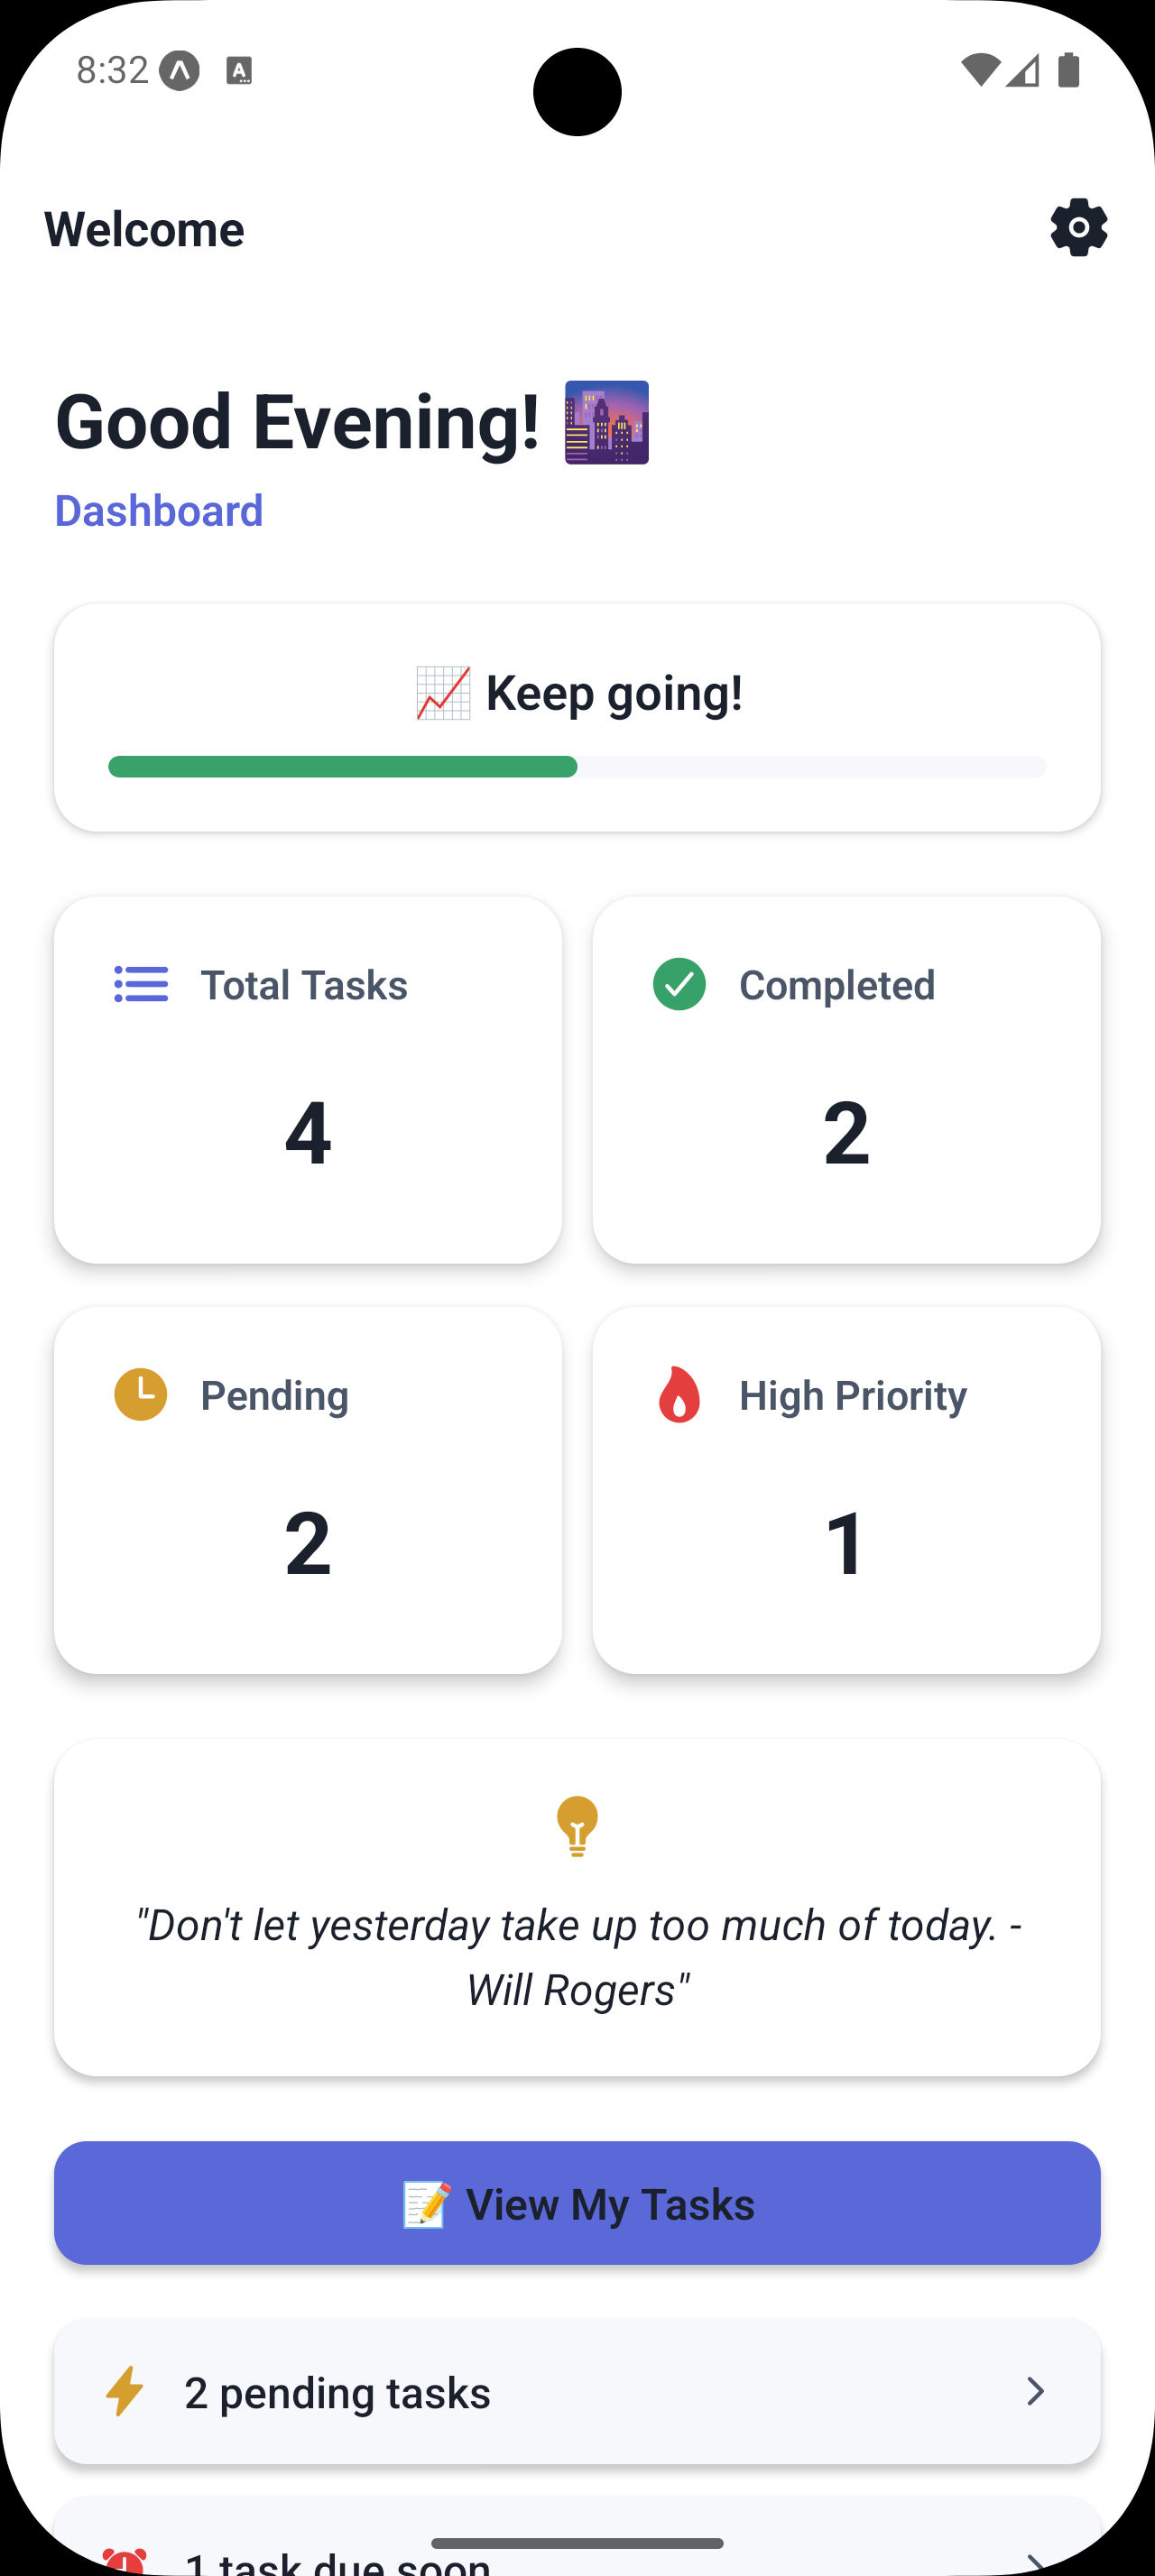 8:32
Welcome
Good Evening! 🌆
Dashboard
📈 Keep going!
Total Tasks
Completed
4
2
Pending
High Priority
2
1
"Don't let yesterday take up too much of today. -
Will Rogers"
📝 View My Tasks
2 pending tasks
1 task due soon